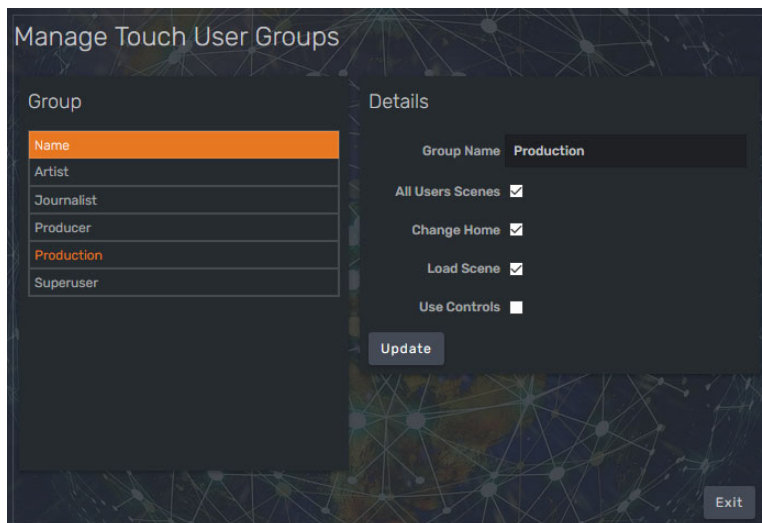 Manage Touch User Groups
Group
Name
Artist
Journalist
Producer
Production
Superuser
Details
Group Name Production
All Users Scenes
Change Home
Load Scene
Use Controls
Update
Exit